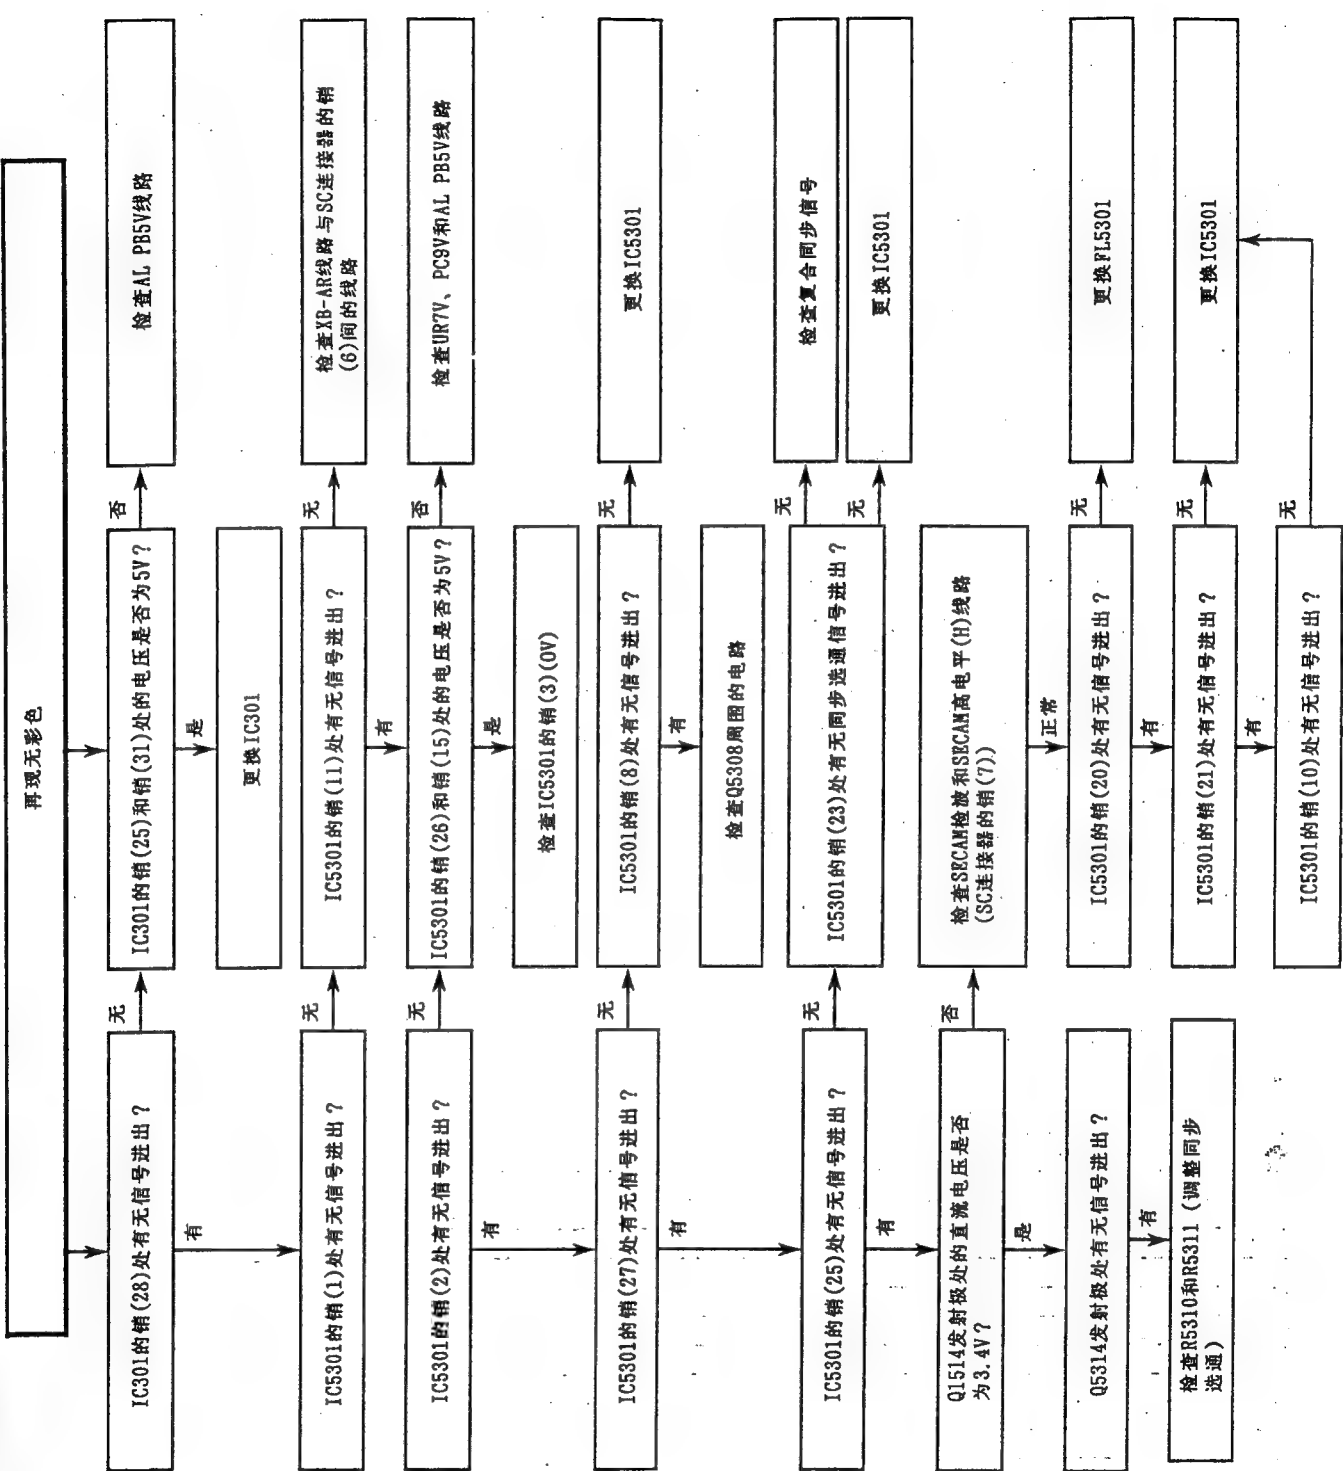 再现无彩色
IC301的销(28)处有无信号进出？
无
IC301的销(25)和销(31)处的电压是否为5V？
否
检查AL PB5V线路
是
更换IC301
有
IC5301的销(1)处有无信号进出？
无
IC5301的销(11)处有无信号进出？
无
检查XB-AR线路与SC连接器的销
(6)间的线路
有
IC5301的销(2)处有无信号进出？
无
IC5301的销(26)和销(15)处的电压是否为5V？
否
检查UR7V、PC9V和AL PB5V线路
是
检查IC5301的销(3)(0V)
有
IC5301的销(27)处有无信号进出？
无
IC5301的销(8)处有无信号进出？
无
更换IC5301
有
检查Q5308周围的电路
有
IC5301的销(25)处有无信号进出？
无
IC5301的销(23)处有无同步选通信号进出？
无
检查复合同步信号
无
更换IC5301
有
Q1514发射极处的直流电压是否
为3.4V？
否
检查SECAM检波和SECAM高电平(H)线路
(SC连接器的销(7))
正常
是
Q5314发射极处有无信号进出？
IC5301的销(20)处有无信号进出？
无
更换FL5301
有
有
检查R5310和R5311 (调整同步
选通)
IC5301的销(21)处有无信号进出？
无
更换IC5301
有
IC5301的销(10)处有无信号进出？
无